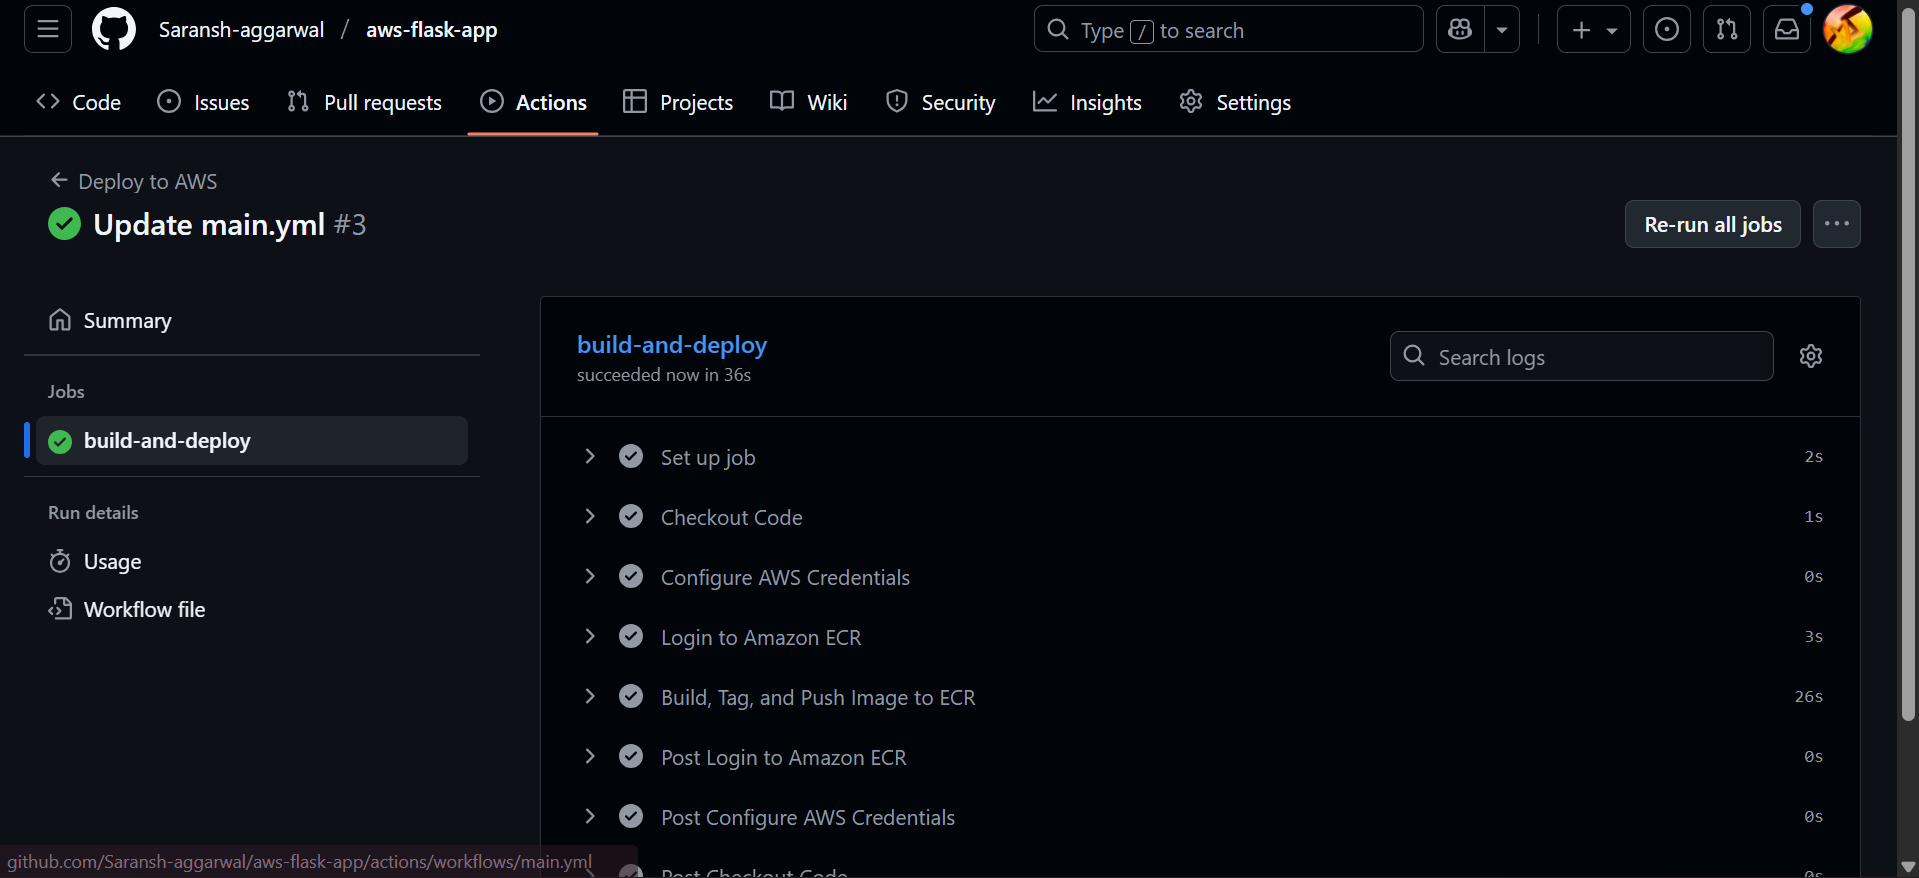 Saransh-aggarwal / aws-flask-app
Type / to search
Code Issues Pull requests Actions Projects Wiki Security Insights Settings
Deploy to AWS
Update main.yml #3
Re-run all jobs
Summary
Jobs
build-and-deploy
Run details
Usage
Workflow file
build-and-deploy
succeeded now in 36s
Search logs
Set up job 2s
Checkout Code 1s
Configure AWS Credentials 0s
Login to Amazon ECR 3s
Build, Tag, and Push Image to ECR 26s
Post Login to Amazon ECR 0s
Post Configure AWS Credentials 0s
Post Checkout Code 0s
github.com/Saransh-aggarwal/aws-flask-app/actions/workflows/main.yml